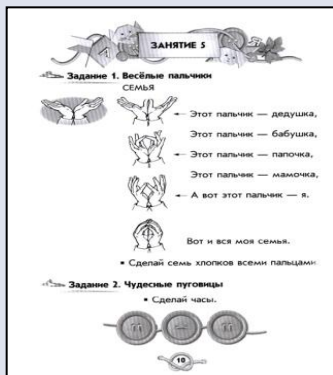 ЗАНЯТИЕ 5
Задание 1. Весёлые пальчики
СЕМЬЯ
Этот пальчик — дедушка,
Этот пальчик — бабушка,
Этот пальчик — папочка,
Этот пальчик — мамочка,
А вот этот пальчик — я.
Вот и вся моя семья.
• Сделай семь хлопков всеми пальцами.
Задание 2. Чудесные пуговицы
• Сделай часы.
10